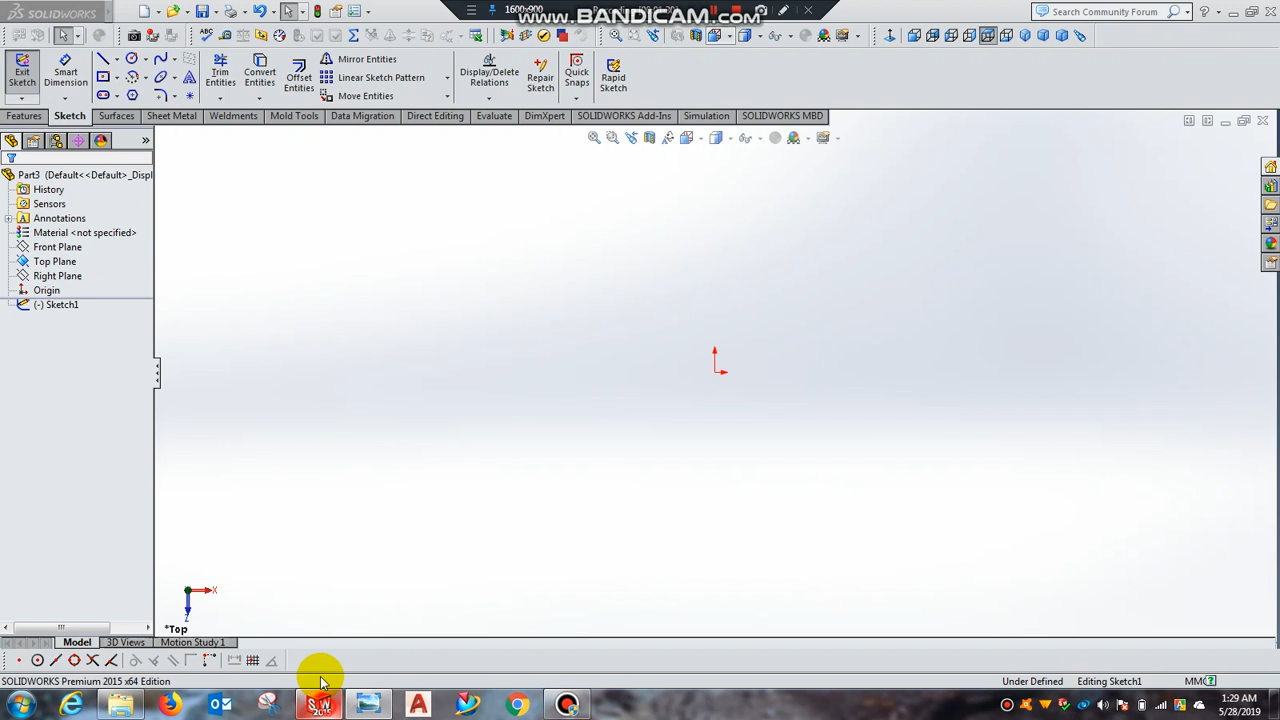 SOLIDWORKS
1600x900
www.BANDICAM.com
Search Community Forum
Exit Sketch
Smart Dimension
Trim Entities
Convert Entities
Offset Entities
Mirror Entities
Linear Sketch Pattern
Move Entities
Display/Delete Relations
Repair Sketch
Quick Snaps
Rapid Sketch
Features
Sketch
Surfaces
Sheet Metal
Weldments
Mold Tools
Data Migration
Direct Editing
Evaluate
DimXpert
SOLIDWORKS Add-Ins
Simulation
SOLIDWORKS MBD
Part3 (Default<<Default>_Displ
History
Sensors
Annotations
Material <not specified>
Front Plane
Top Plane
Right Plane
Origin
(-) Sketch1
X
Z
*Top
Model
3D Views
Motion Study 1
SOLIDWORKS Premium 2015 x64 Edition
Under Defined
Editing Sketch1
1:29 AM
5/28/2019